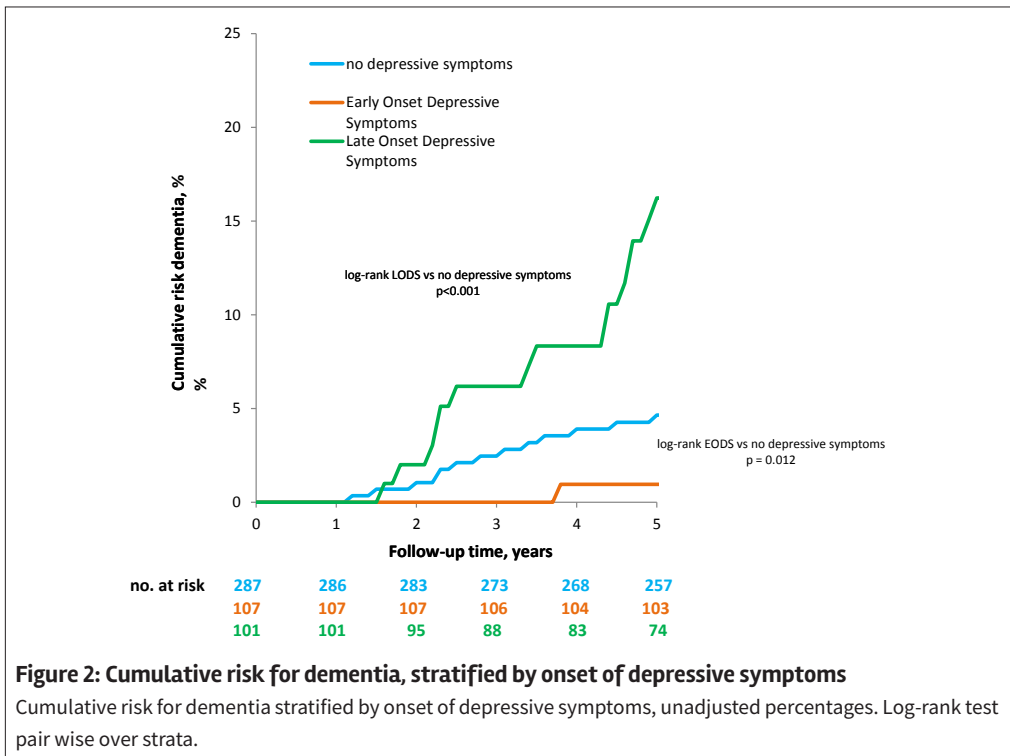 25
20
15
10
5
0
Cumulative risk dementia, %
%
no depressive symptoms
Early Onset Depressive
Symptoms
Late Onset Depressive
Symptoms
log-rank LODS vs no depressive symptoms
p<0.001
log-rank EODS vs no depressive symptoms
p = 0.012
0 1 2 3 4 5
Follow-up time, years
no. at risk 287 286 283 273 268 257
107 107 107 106 104 103
101 101 95 88 83 74
Figure 2: Cumulative risk for dementia, stratified by onset of depressive symptoms
Cumulative risk for dementia stratified by onset of depressive symptoms, unadjusted percentages. Log-rank test
pair wise over strata.